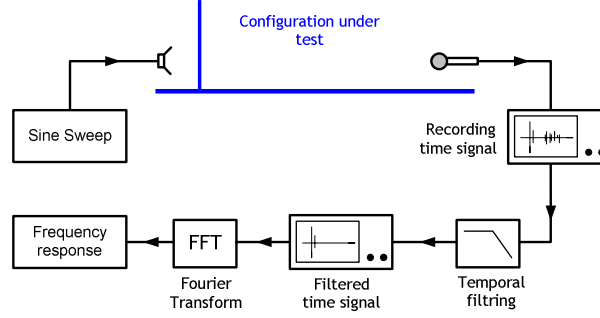 Configuration under
test
Sine Sweep
Recording
time signal
Frequency
response
FFT
Fourier
Transform
Filtered
time signal
Temporal
filtring